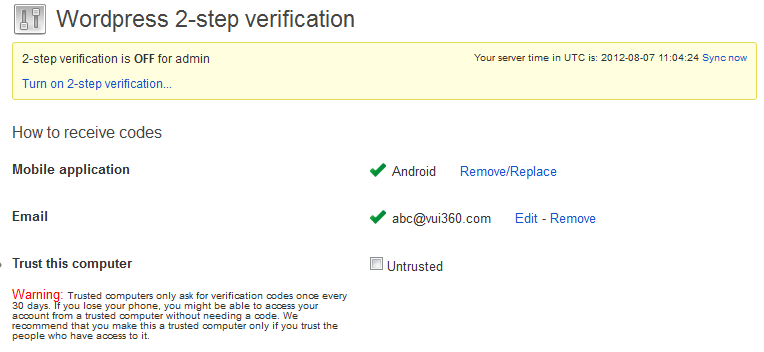 Wordpress 2-step verification
2-step verification is OFF for admin
Your server time in UTC is: 2012-08-07 11:04:24 Sync now
Turn on 2-step verification...
How to receive codes
Mobile application
Android
Remove/Replace
Email
abc@vui360.com
Edit - Remove
Trust this computer
Untrusted
Warning: Trusted computers only ask for verification codes once every
30 days. If you lose your phone, you might be able to access your
account from a trusted computer without needing a code. We
recommend that you make this a trusted computer only if you trust the
people who have access to it.